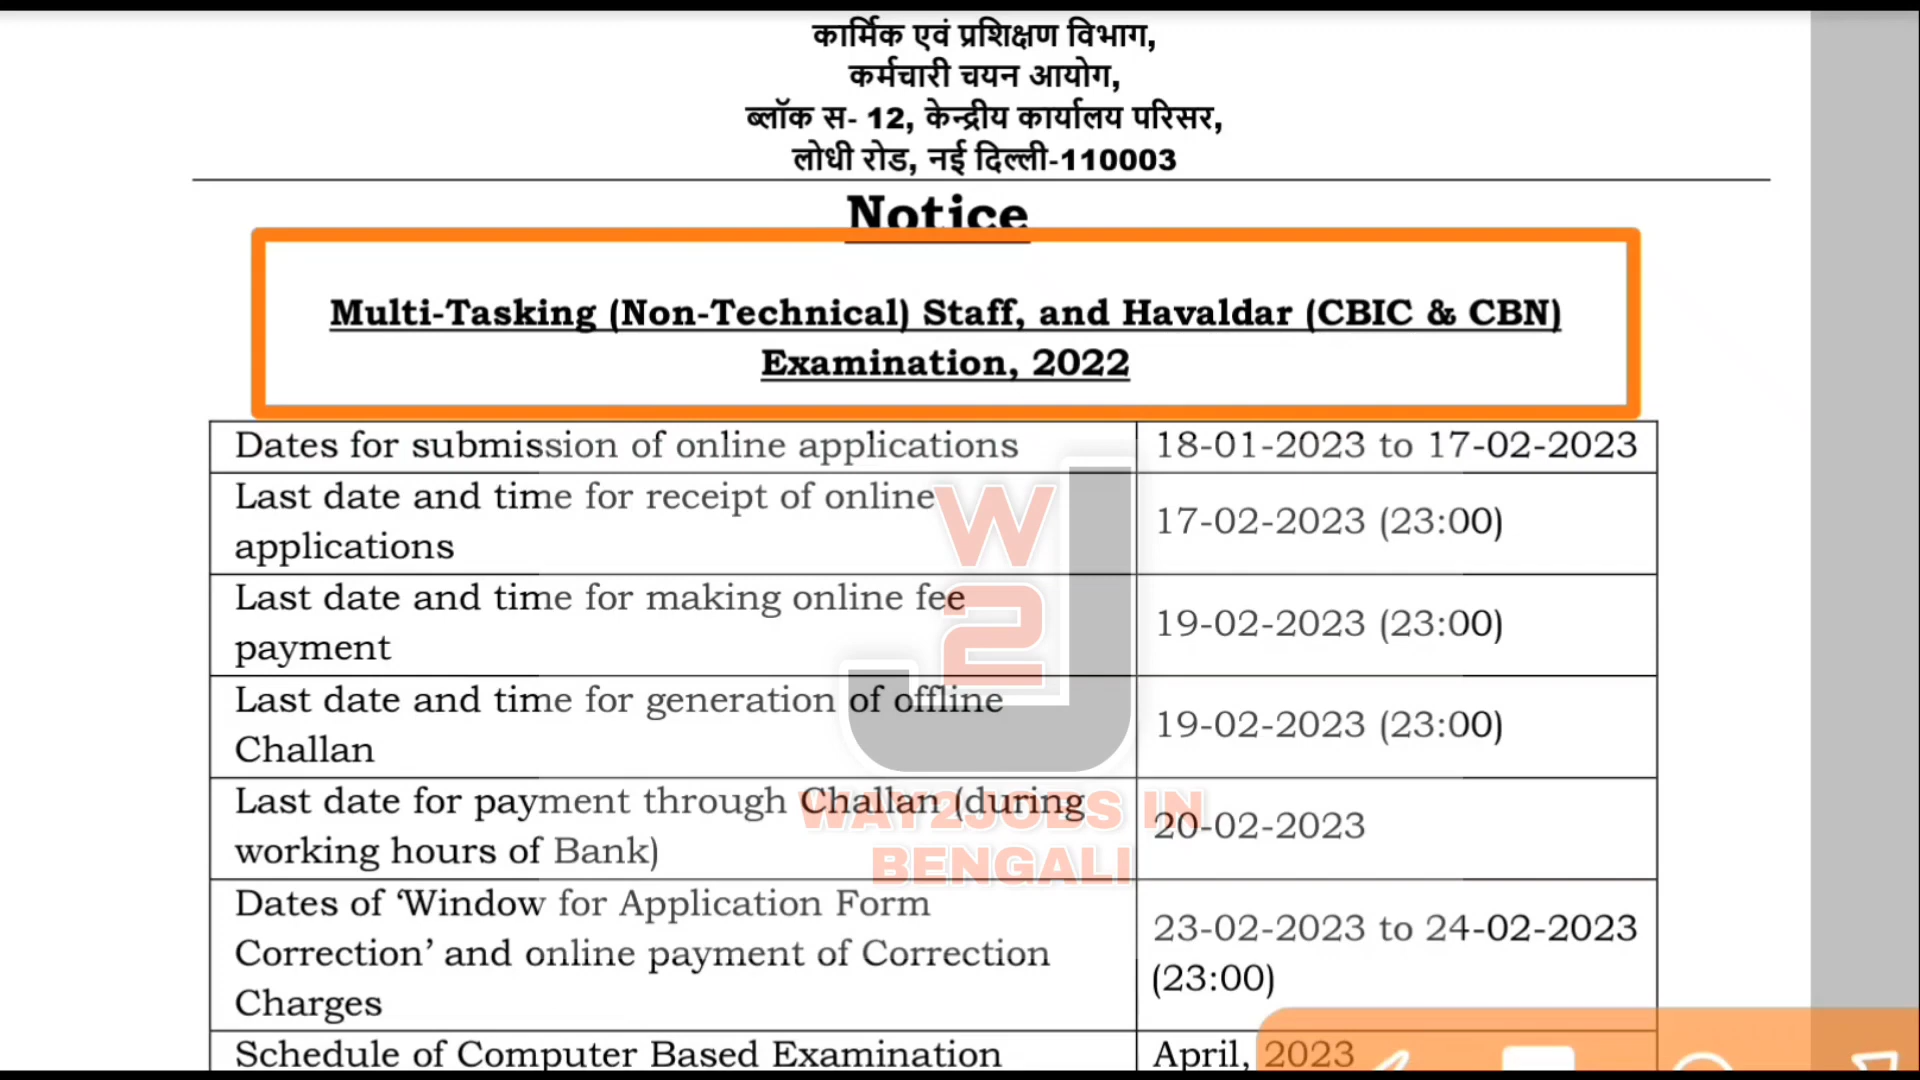 कार्मिक एवं प्रशिक्षण विभाग,
कर्मचारी चयन आयोग,
ब्लॉक स- 12, केन्द्रीय कार्यालय परिसर,
लोधी रोड, नई दिल्ली-110003
Notice
Multi-Tasking (Non-Technical) Staff, and Havaldar (CBIC & CBN)
Examination, 2022
Dates for submission of online applications
18-01-2023 to 17-02-2023
Last date and time for receipt of online
applications
17-02-2023 (23:00)
Last date and time for making online fee
payment
19-02-2023 (23:00)
Last date and time for generation of offline
Challan
19-02-2023 (23:00)
Last date for payment through Challan (during
working hours of Bank)
20-02-2023
Dates of ‘Window for Application Form
Correction’ and online payment of Correction
Charges
23-02-2023 to 24-02-2023
(23:00)
Schedule of Computer Based Examination
April, 2023
W
2
J
WAY2JOBS IN
BENGALI